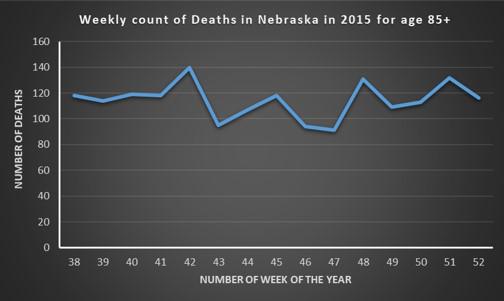 Weekly count of Deaths in Nebraska in 2015 for age 85+
160
140
120
100
80
60
40
20
0
NUMBER OF DEATHS
38 39 40 41 42 43 44 45 46 47 48 49 50 51 52
NUMBER OF WEEK OF THE YEAR